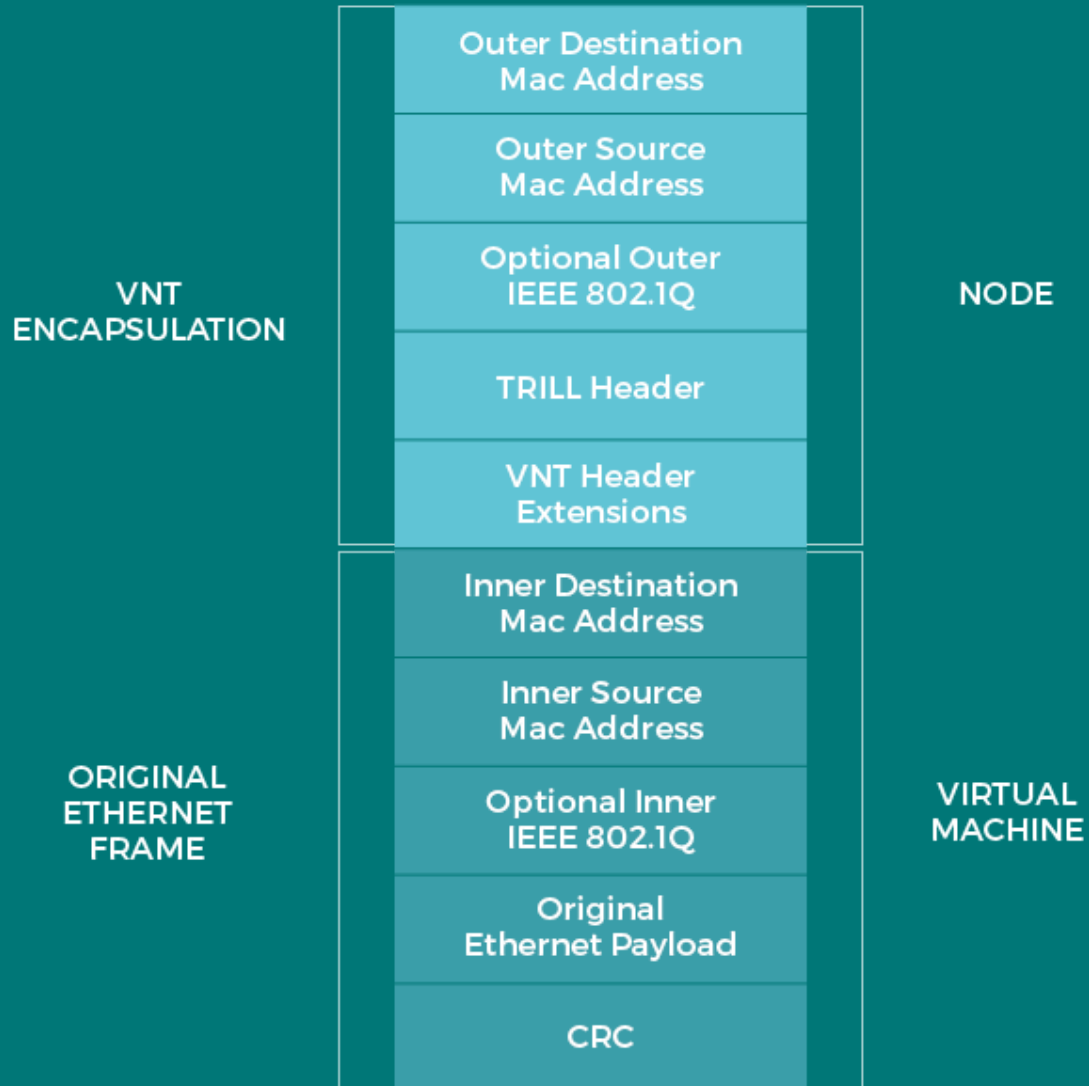 Outer Destination
Mac Address
Outer Source
Mac Address
Optional Outer
IEEE 802.1Q
TRILL Header
VNT Header
Extensions
VNT
ENCAPSULATION
NODE
Inner Destination
Mac Address
Inner Source
Mac Address
Optional Inner
IEEE 802.1Q
Original
Ethernet Payload
CRC
ORIGINAL
ETHERNET
FRAME
VIRTUAL
MACHINE